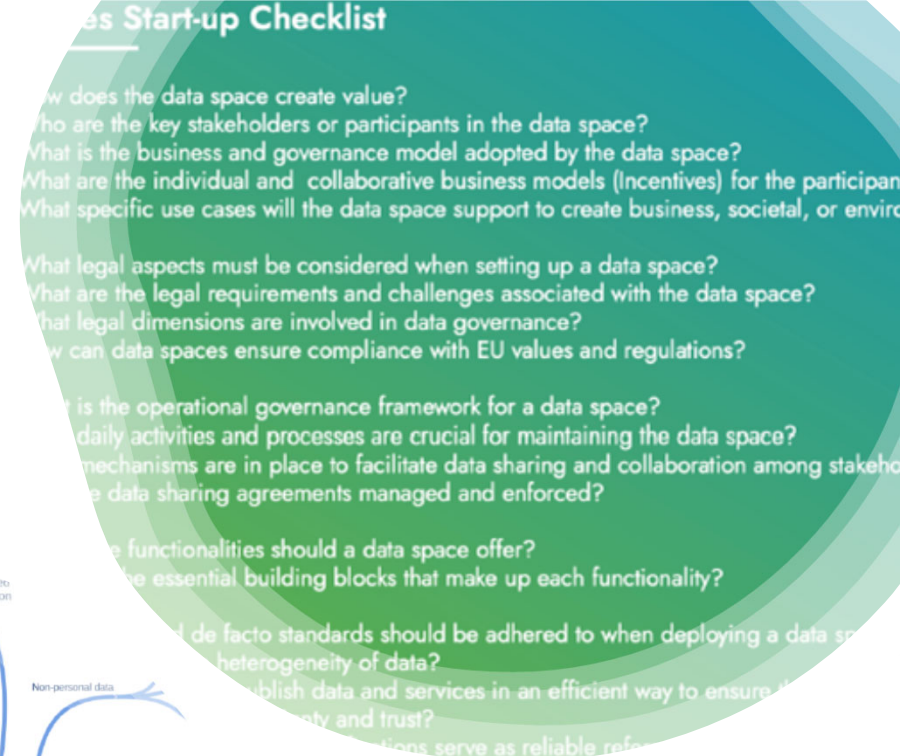 Start-up Checklist
does the data space create value?
are the key stakeholders or participants in the data space?
What is the business and governance model adopted by the data space?
What are the individual and collaborative business models (Incentives) for the
What specific use cases will the data space support to create business, societal, or
What legal aspects must be considered when setting up a data space?
What are the legal requirements and challenges associated with the data space?
legal dimensions are involved in data governance?
can data spaces ensure compliance with EU values and regulations?
is the operational governance framework for a data space?
daily activities and processes are crucial for maintaining the data space?
mechanisms are in place to facilitate data sharing and collaboration among
data sharing agreements managed and enforced?
functionalities should a data space offer?
essential building blocks that make up each functionality?
de facto standards should be adhered to when deploying a data
heterogeneity of data?
data and services in an efficient way to ensure
and trust?
serve as reliable
Non-personal data